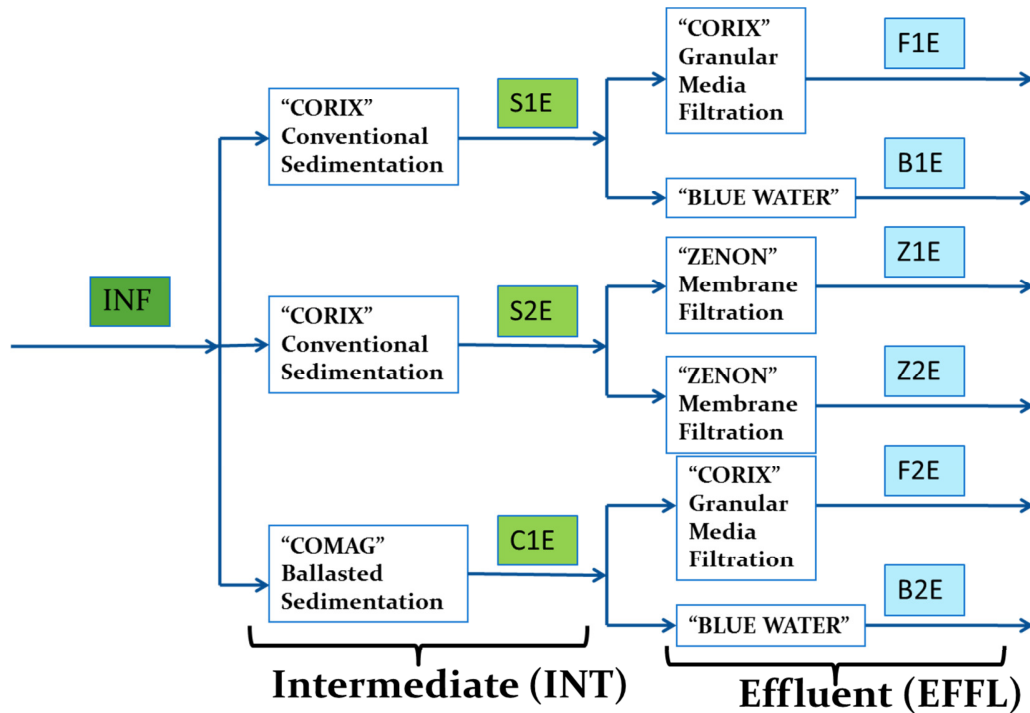 INF
“CORIX”
Conventional
Sedimentation
S1E
“CORIX”
Granular
Media
Filtration
F1E
“BLUE WATER”
B1E
“CORIX”
Conventional
Sedimentation
S2E
“ZENON”
Membrane
Filtration
Z1E
“ZENON”
Membrane
Filtration
Z2E
“COMAG”
Ballasted
Sedimentation
C1E
“CORIX”
Granular
Media
Filtration
F2E
“BLUE WATER”
B2E
Intermediate (INT)
Effluent (EFFL)